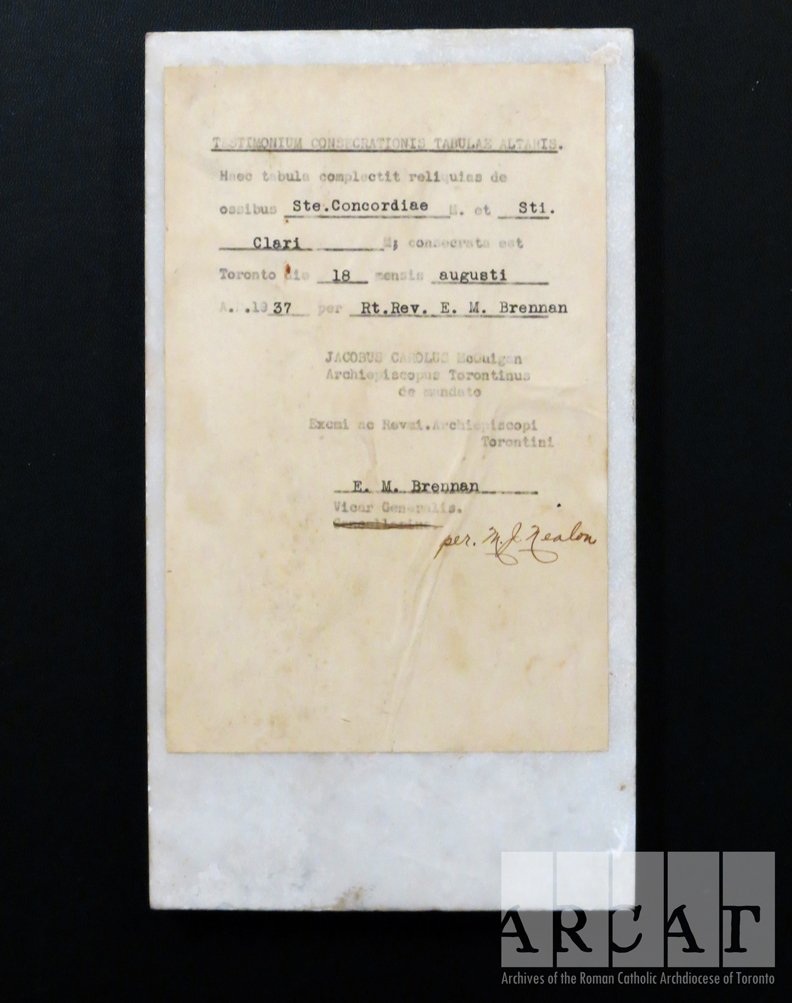 TESTIMONIUM CONSECRATIONIS TABULAE ALTARIS.
Haec tabula complectit reliquias de
ossibus Ste.Concordiae M. et Sti.
Clari M; consecrata est
Toronto die 18 mensis augusti
A.D.1937 per Rt.Rev. E. M. Brennan
JACOBUS CAROLUS McGuigan
Archiepiscopus Torontinus
de mandato
Excmi ac Revmi.Archiepiscopi
Torontini
E. M. Brennan
Vicar Generalis.
Cancellarius
per. M. J. Nealon
ARCAT
Archives of the Roman Catholic Archdiocese of Toronto